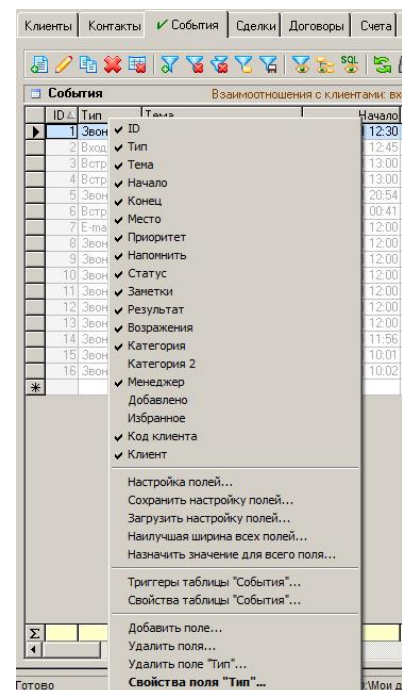 Клиенты Контакты События Сделки Договоры Счета
SQL
События Взаимоотношения с клиентами: вх
ID Тип Тема Начало
1 Звон 12:30
2 Вход 12:45
3 Встр 13:00
4 Встр 13:00
5 Звон 20:54
6 Встр 00:41
7 E-ma 12:00
8 Звон 12:00
9 Звон 12:00
10 Звон 12:00
11 Звон 12:00
12 Звон 12:00
13 Звон 12:00
14 Звон 11:56
15 Звон 10:01
16 Звон 10:02
ID
Тип
Тема
Начало
Конец
Место
Приоритет
Напомнить
Статус
Заметки
Результат
Возражения
Категория
Категория 2
Менеджер
Добавлено
Избранное
Код клиента
Клиент
Настройка полей...
Сохранить настройку полей...
Загрузить настройку полей...
Наилучшая ширина всех полей...
Назначить значение для всего поля...
Триггеры таблицы "События"...
Свойства таблицы "События"...
Добавить поле...
Удалить поля...
Удалить поле "Тип"...
Свойства поля "Тип"...
Σ
Готово :\Мои д